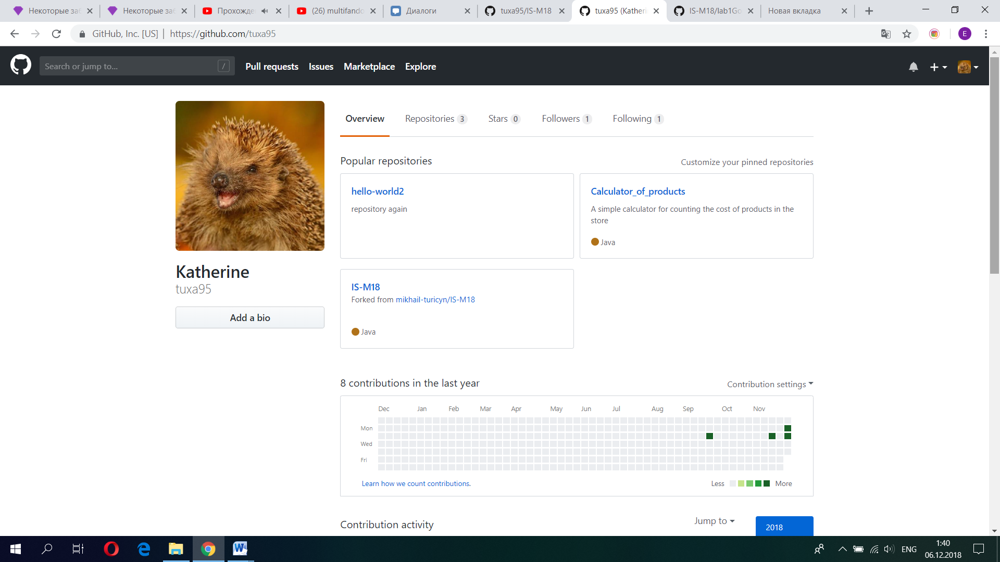 Некоторые заб
Некоторые заб
Прохожде
(26) multifando
Диалоги
tuxa95/IS-M18
tuxa95 (Katheri
IS-M18/lab1Go
Новая вкладка
GitHub, Inc. [US] | https://github.com/tuxa95
E
Search or jump to... /
Pull requests Issues Marketplace Explore
Overview Repositories 3 Stars 0 Followers 1 Following 1
Popular repositories
Customize your pinned repositories
hello-world2
repository again
Calculator_of_products
A simple calculator for counting the cost of products in the
store
Java
Katherine
tuxa95
Add a bio
IS-M18
Forked from mikhail-turicyn/IS-M18
Java
8 contributions in the last year
Contribution settings
Dec Jan Feb Mar Apr May Jun Jul Aug Sep Oct Nov
Mon
Wed
Fri
Learn how we count contributions.
Less More
Contribution activity
Jump to
2018
ENG
1:40
06.12.2018